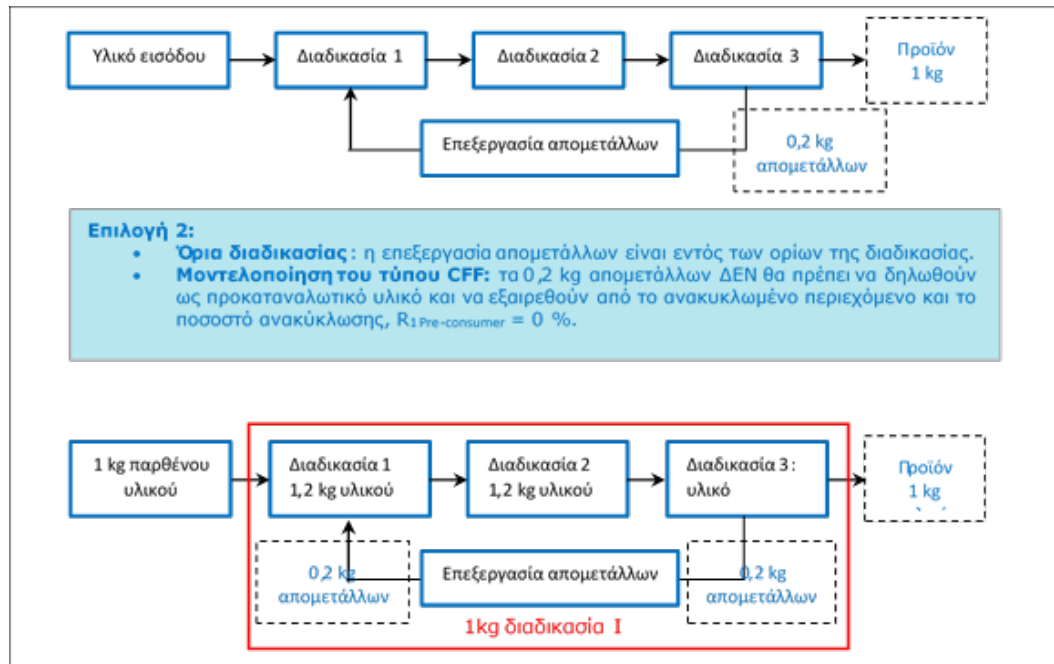 Υλικό εισόδου
Διαδικασία 1
Διαδικασία 2
Διαδικασία 3
Προϊόν
1 kg
Επεξεργασία απομετάλλων
0,2 kg
απομετάλλων
Επιλογή 2:
• Όρια διαδικασίας : η επεξεργασία απομετάλλων είναι εντός των ορίων της διαδικασίας.
• Μοντελοποίηση του τύπου CFF: τα 0,2 kg απομετάλλων ΔΕΝ θα πρέπει να δηλωθούν
ως προκαταναλωτικό υλικό και να εξαιρεθούν από το ανακυκλωμένο περιεχόμενο και το
ποσοστό ανακύκλωσης, R1Pre-consumer = 0 %.
1 kg παρθένου
υλικού
Διαδικασία 1
1,2 kg υλικού
Διαδικασία 2
1,2 kg υλικού
Διαδικασία 3 :
υλικό
Προϊόν
1 kg
0,2 kg
απομετάλλων
Επεξεργασία απομετάλλων
0,2 kg
απομετάλλων
1kg διαδικασία I